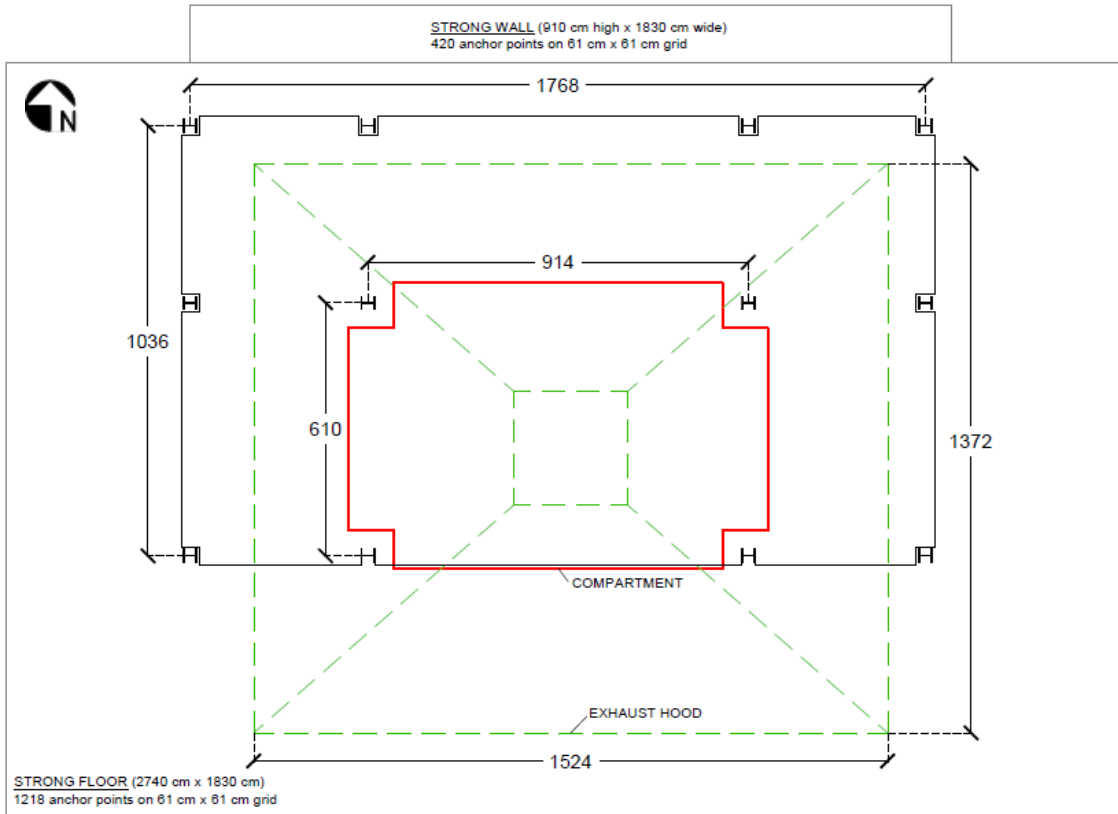 STRONG WALL (910 cm high x 1830 cm wide)
420 anchor points on 61 cm x 61 cm grid
N
1768
914
1036
610
1372
COMPARTMENT
EXHAUST HOOD
1524
STRONG FLOOR (2740 cm x 1830 cm)
1218 anchor points on 61 cm x 61 cm grid